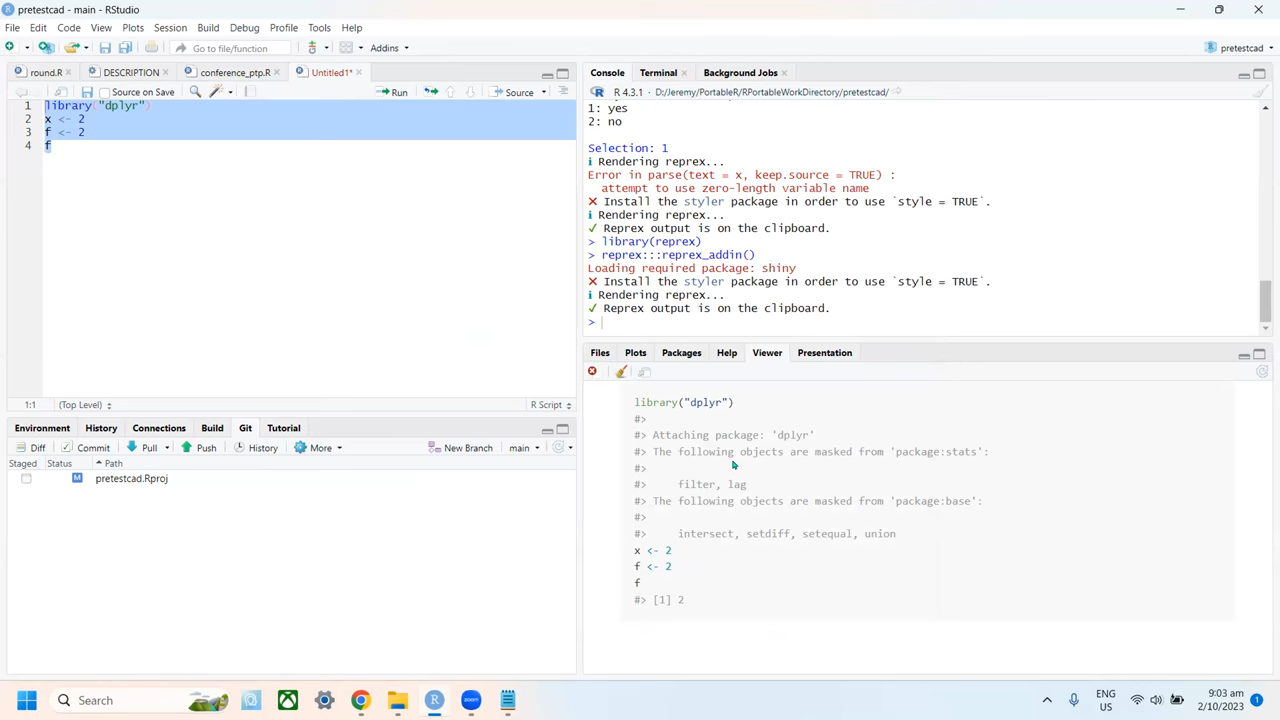 pretestcad - main - RStudio
File Edit Code View Plots Session Build Debug Profile Tools Help
Go to file/function Addins pretestcad
round.R DESCRIPTION conference_ptp.R Untitled1*
Source on Save Run Source
1 library("dplyr")
2 x <- 2
3 f <- 2
4 f
1:1 (Top Level) R Script
Environment History Connections Build Git Tutorial
Diff Commit Pull Push History More New Branch main
Staged Status Path
M pretestcad.Rproj
Console Terminal Background Jobs
R 4.3.1 · D:/Jeremy/PortableR/RPortableWorkDirectory/pretestcad/
1: yes
2: no
Selection: 1
i Rendering reprex...
Error in parse(text = x, keep.source = TRUE) :
attempt to use zero-length variable name
✗ Install the styler package in order to use `style = TRUE`.
i Rendering reprex...
✓ Reprex output is on the clipboard.
> library(reprex)
> reprex:::reprex_addin()
Loading required package: shiny
✗ Install the styler package in order to use `style = TRUE`.
i Rendering reprex...
✓ Reprex output is on the clipboard.
>
Files Plots Packages Help Viewer Presentation
library("dplyr")
#>
#> Attaching package: 'dplyr'
#> The following objects are masked from 'package:stats':
#>
#> filter, lag
#> The following objects are masked from 'package:base':
#>
#> intersect, setdiff, setequal, union
x <- 2
f <- 2
f
#> [1] 2
Search
zoom
ENG
US
9:03 am
2/10/2023
1